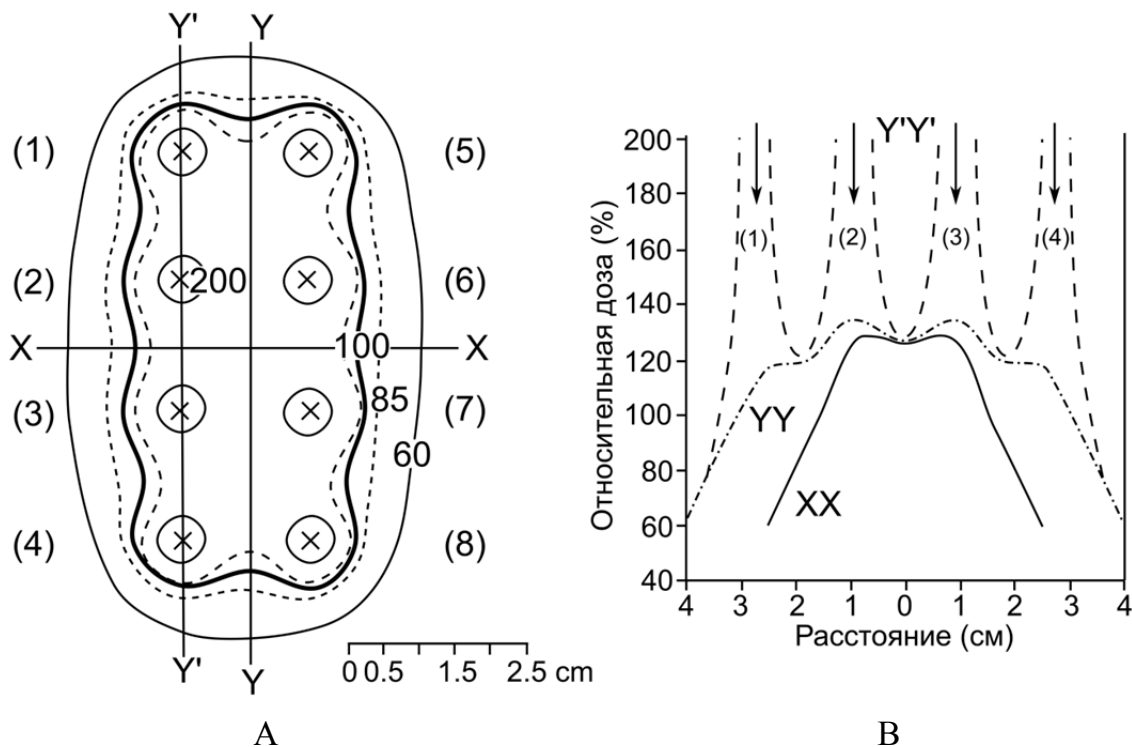 Y' Y
(1) (5)
(2) 200 (6)
X 100 X
(3) 85 (7)
60
(4) (8)
Y' Y
0 0.5 1.5 2.5 cm
A
Y'Y'
200
180
160
140
120
100
80
60
40
(1) (2) (3) (4)
YY
XX
4 3 2 1 0 1 2 3 4
Относительная доза (%)
Расстояние (см)
B